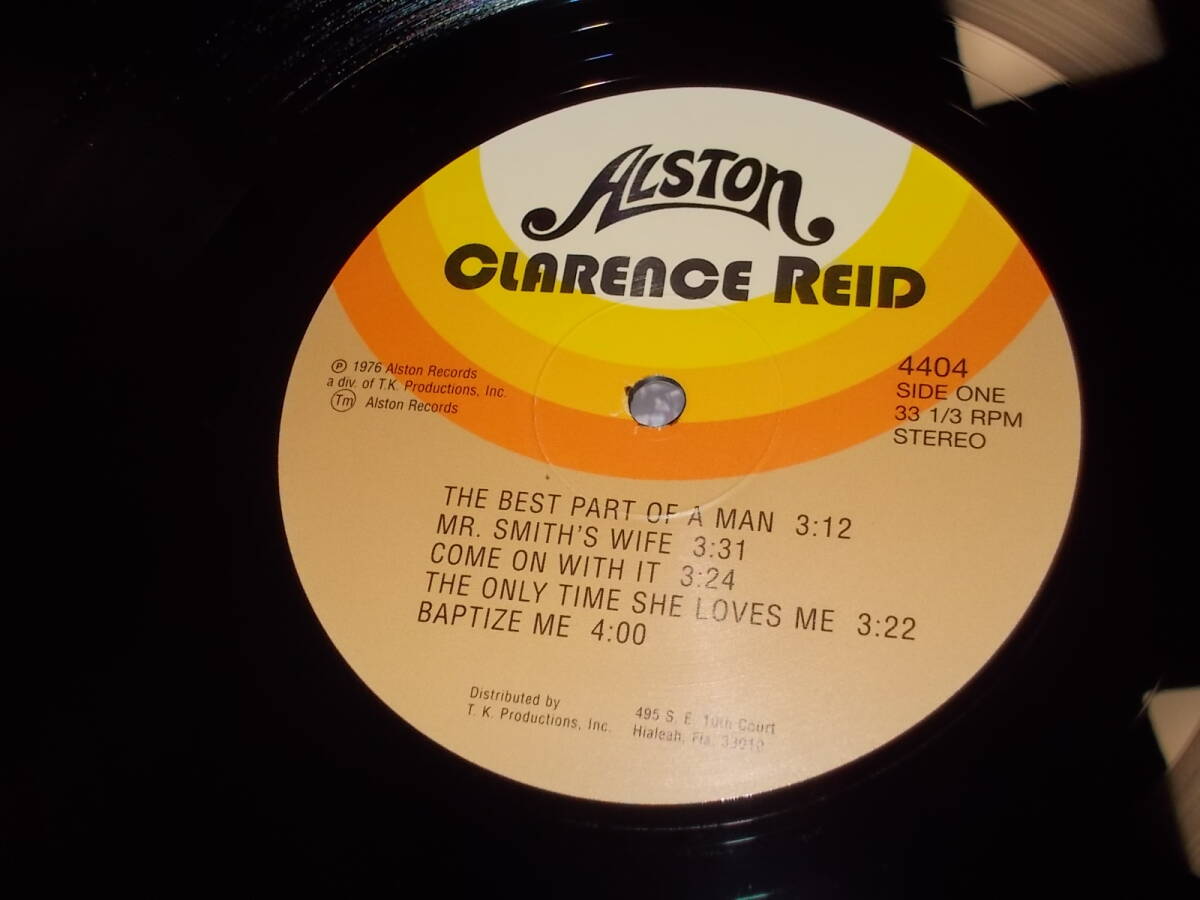 ALSTON
CLARENCE REID
℗ 1976 Alston Records
a div. of T.K. Productions, Inc.
Tm Alston Records
4404
SIDE ONE
33 1/3 RPM
STEREO
THE BEST PART OF A MAN 3:12
MR. SMITH'S WIFE 3:31
COME ON WITH IT 3:24
THE ONLY TIME SHE LOVES ME 3:22
BAPTIZE ME 4:00
Distributed by
T. K. Productions, Inc.
495 S. E. 10th Court
Hialeah, Fla. 33010